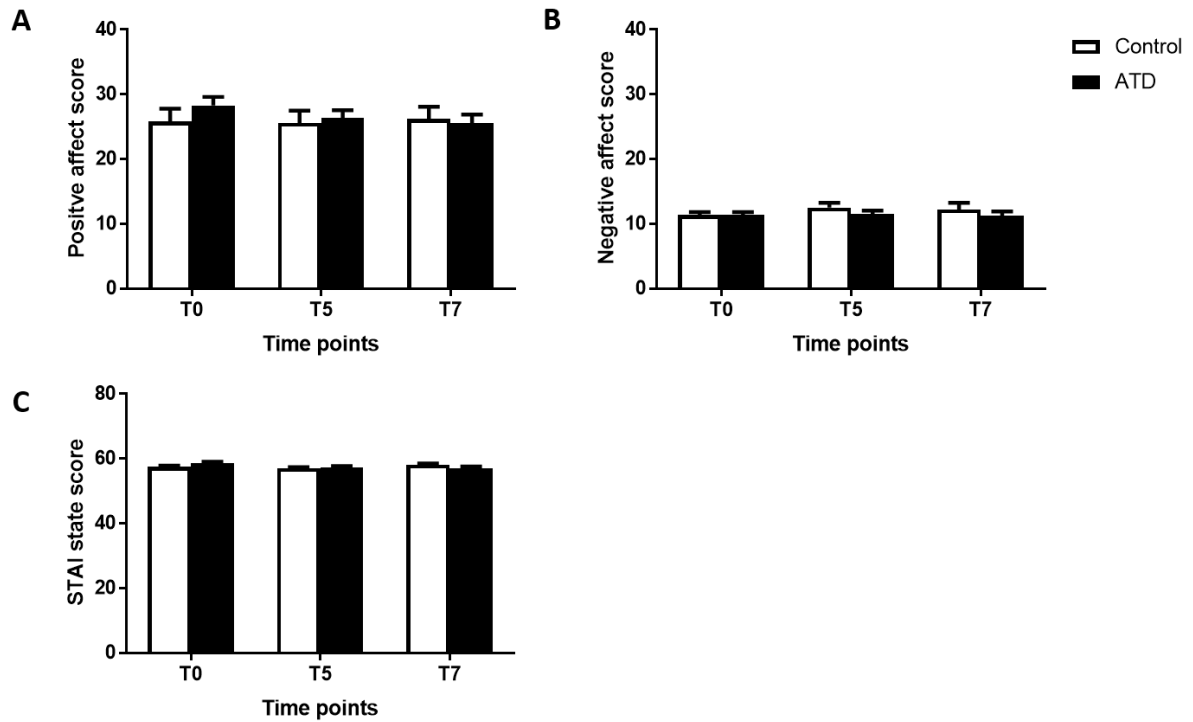 A
Positve affect score
40
30
20
10
0
T0 T5 T7
Time points
B
Negative affect score
40
30
20
10
0
T0 T5 T7
Time points
Control
ATD
C
STAI state score
80
60
40
20
0
T0 T5 T7
Time points